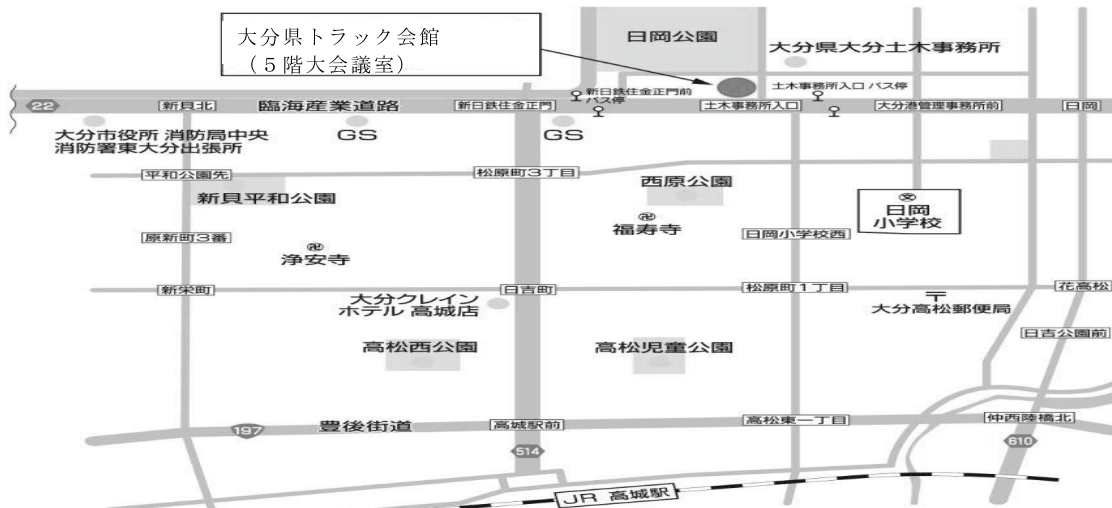 大分県トラック会館
（５階大会議室）
日岡公園
大分県大分土木事務所
新日鉄住金正門前
バス停
土木事務所入口 バス停
22
新貝北
臨海産業道路
新日鉄住金正門
土木事務所入口
大分港管理事務所前
日岡
大分市役所 消防局中央
消防署東大分出張所
GS
GS
平和公園先
松原町3丁目
西原公園
新貝平和公園
文
日岡
小学校
福寿寺
原新町3番
日岡小学校西
浄安寺
新栄町
日吉町
松原町1丁目
花高松
大分クレイン
ホテル 高城店
大分高松郵便局
日吉公園前
高松西公園
高松児童公園
197
豊後街道
高城駅前
高松東一丁目
仲西陸橋北
514
610
JR 高城駅